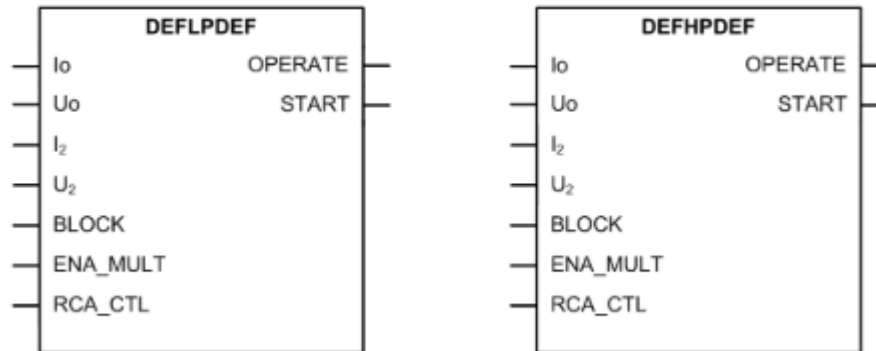 DEFLPDEF
Io OPERATE
Uo START
I₂
U₂
BLOCK
ENA_MULT
RCA_CTL
DEFHPDEF
Io OPERATE
Uo START
I₂
U₂
BLOCK
ENA_MULT
RCA_CTL